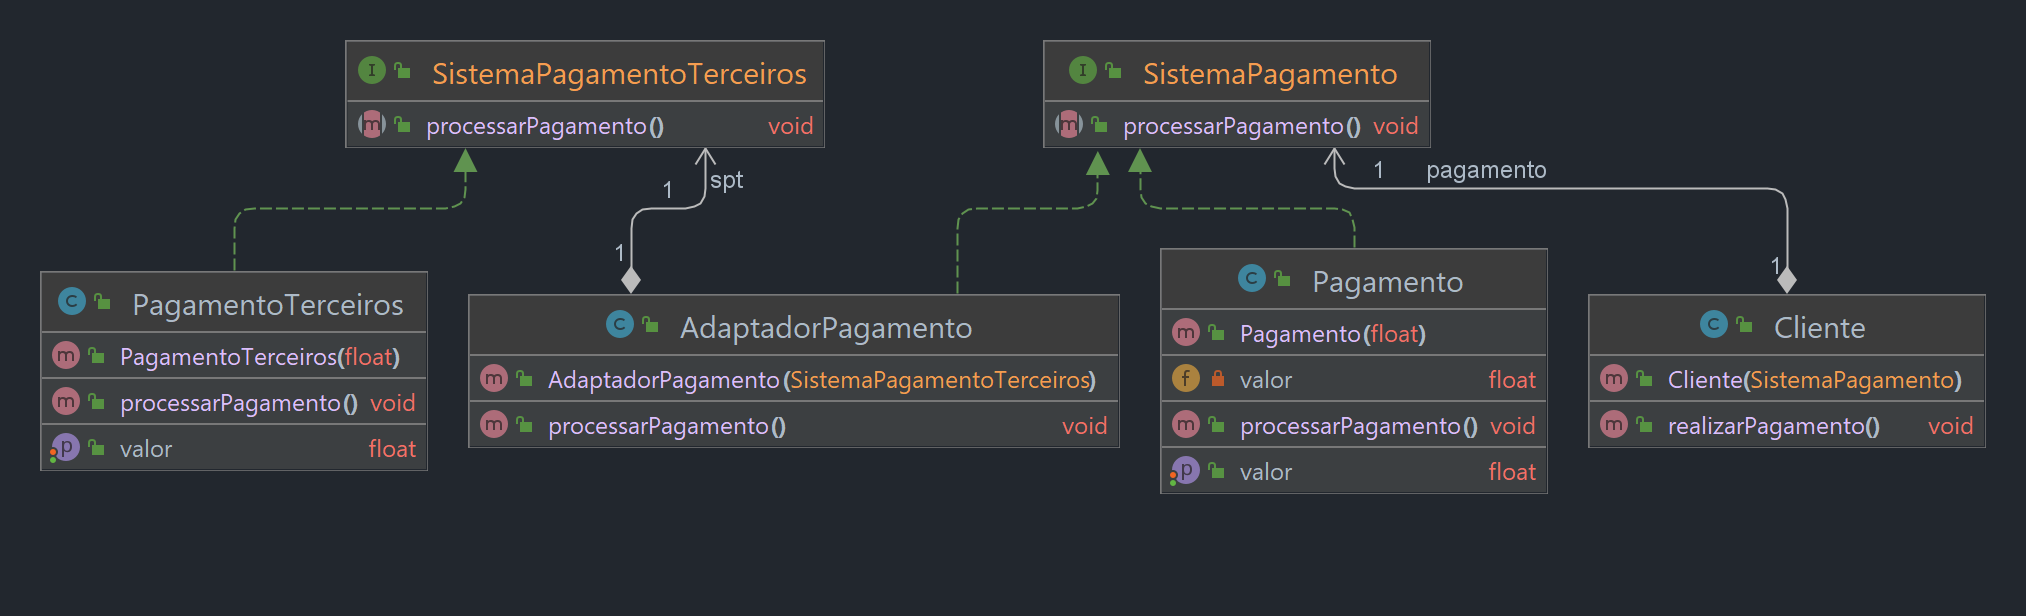 SistemaPagamentoTerceiros
processarPagamento() void
SistemaPagamento
processarPagamento() void
1 spt
1
1 pagamento
1
PagamentoTerceiros
PagamentoTerceiros(float)
processarPagamento() void
valor float
AdaptadorPagamento
AdaptadorPagamento(SistemaPagamentoTerceiros)
processarPagamento() void
Pagamento
Pagamento(float)
valor float
processarPagamento() void
valor float
Cliente
Cliente(SistemaPagamento)
realizarPagamento() void